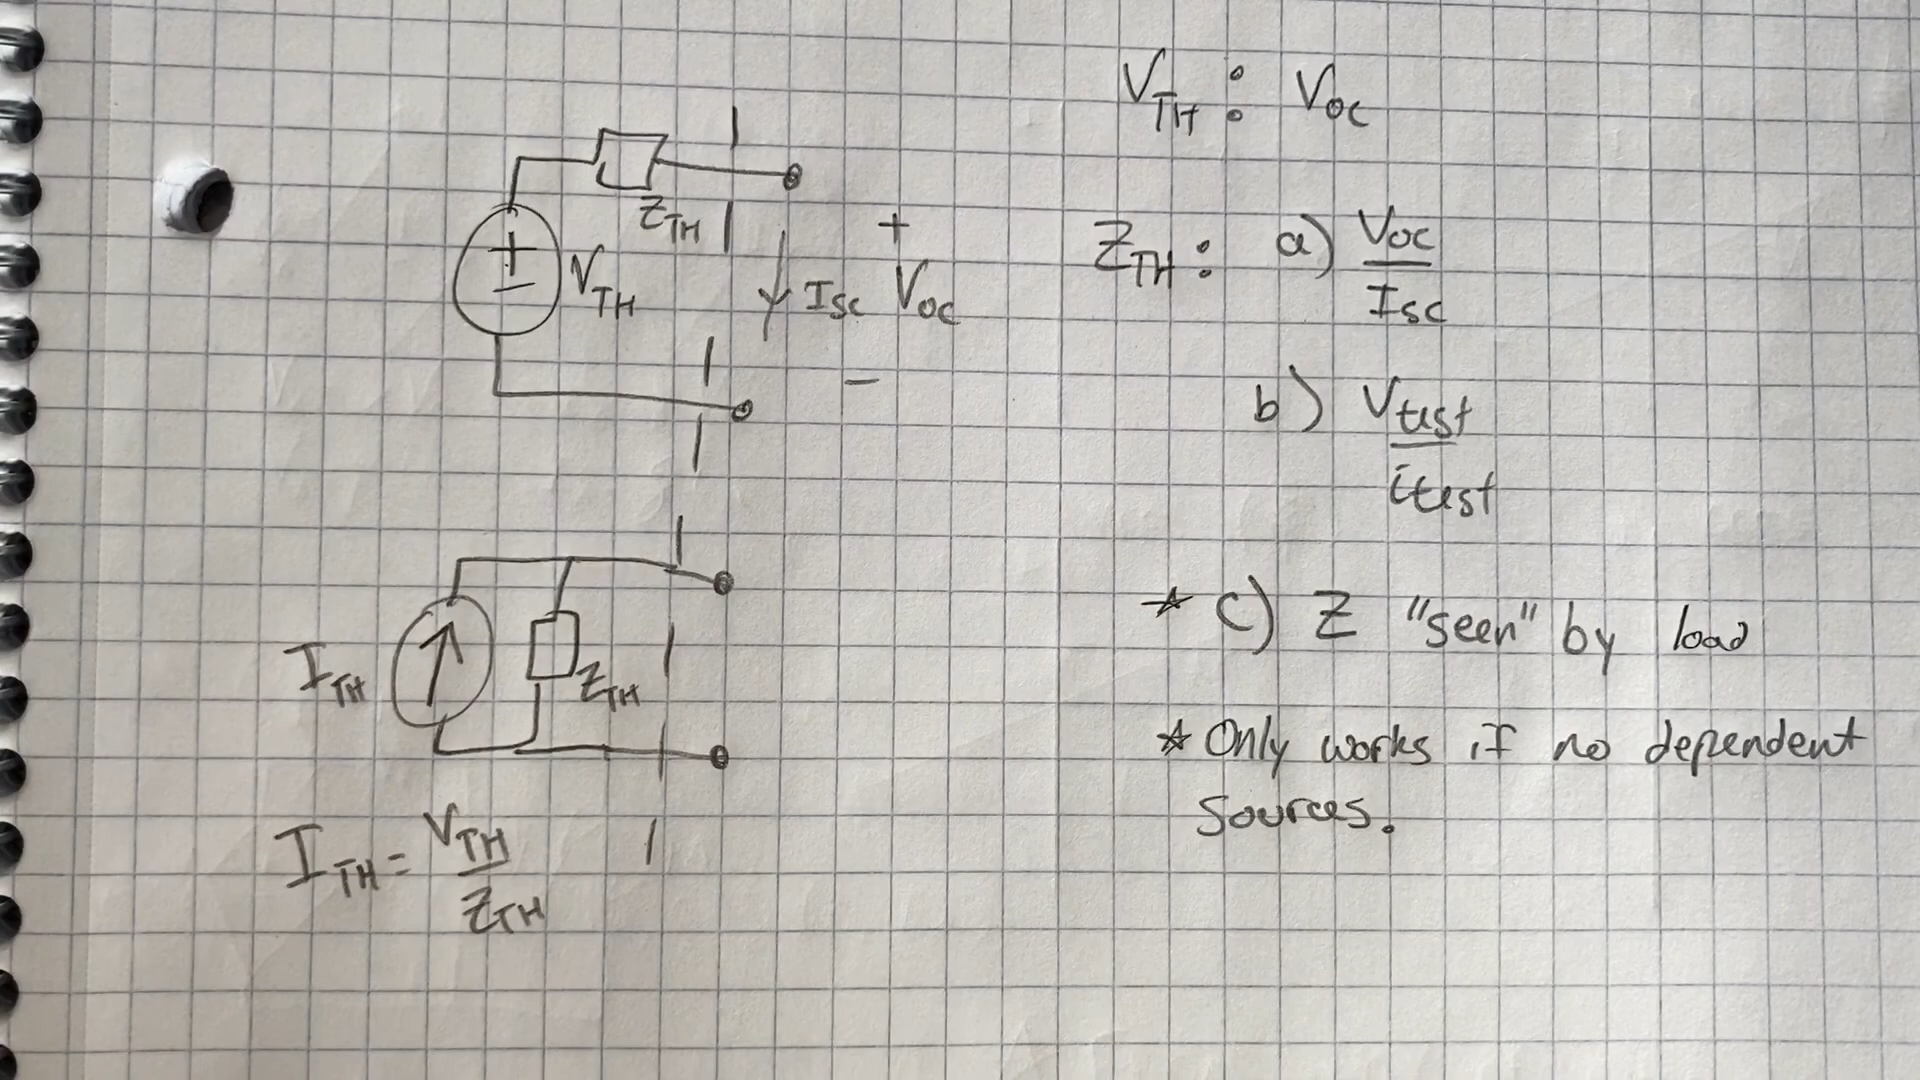 Z_TH
+
−
V_TH
I_SC
+
V_OC
−
I_TH
Z_TH
I_TH = V_TH / Z_TH
V_TH : V_OC
Z_TH : a) V_OC / I_SC
b) V_test / i_test
* c) Z "seen" by load
* Only works if no dependent
sources.